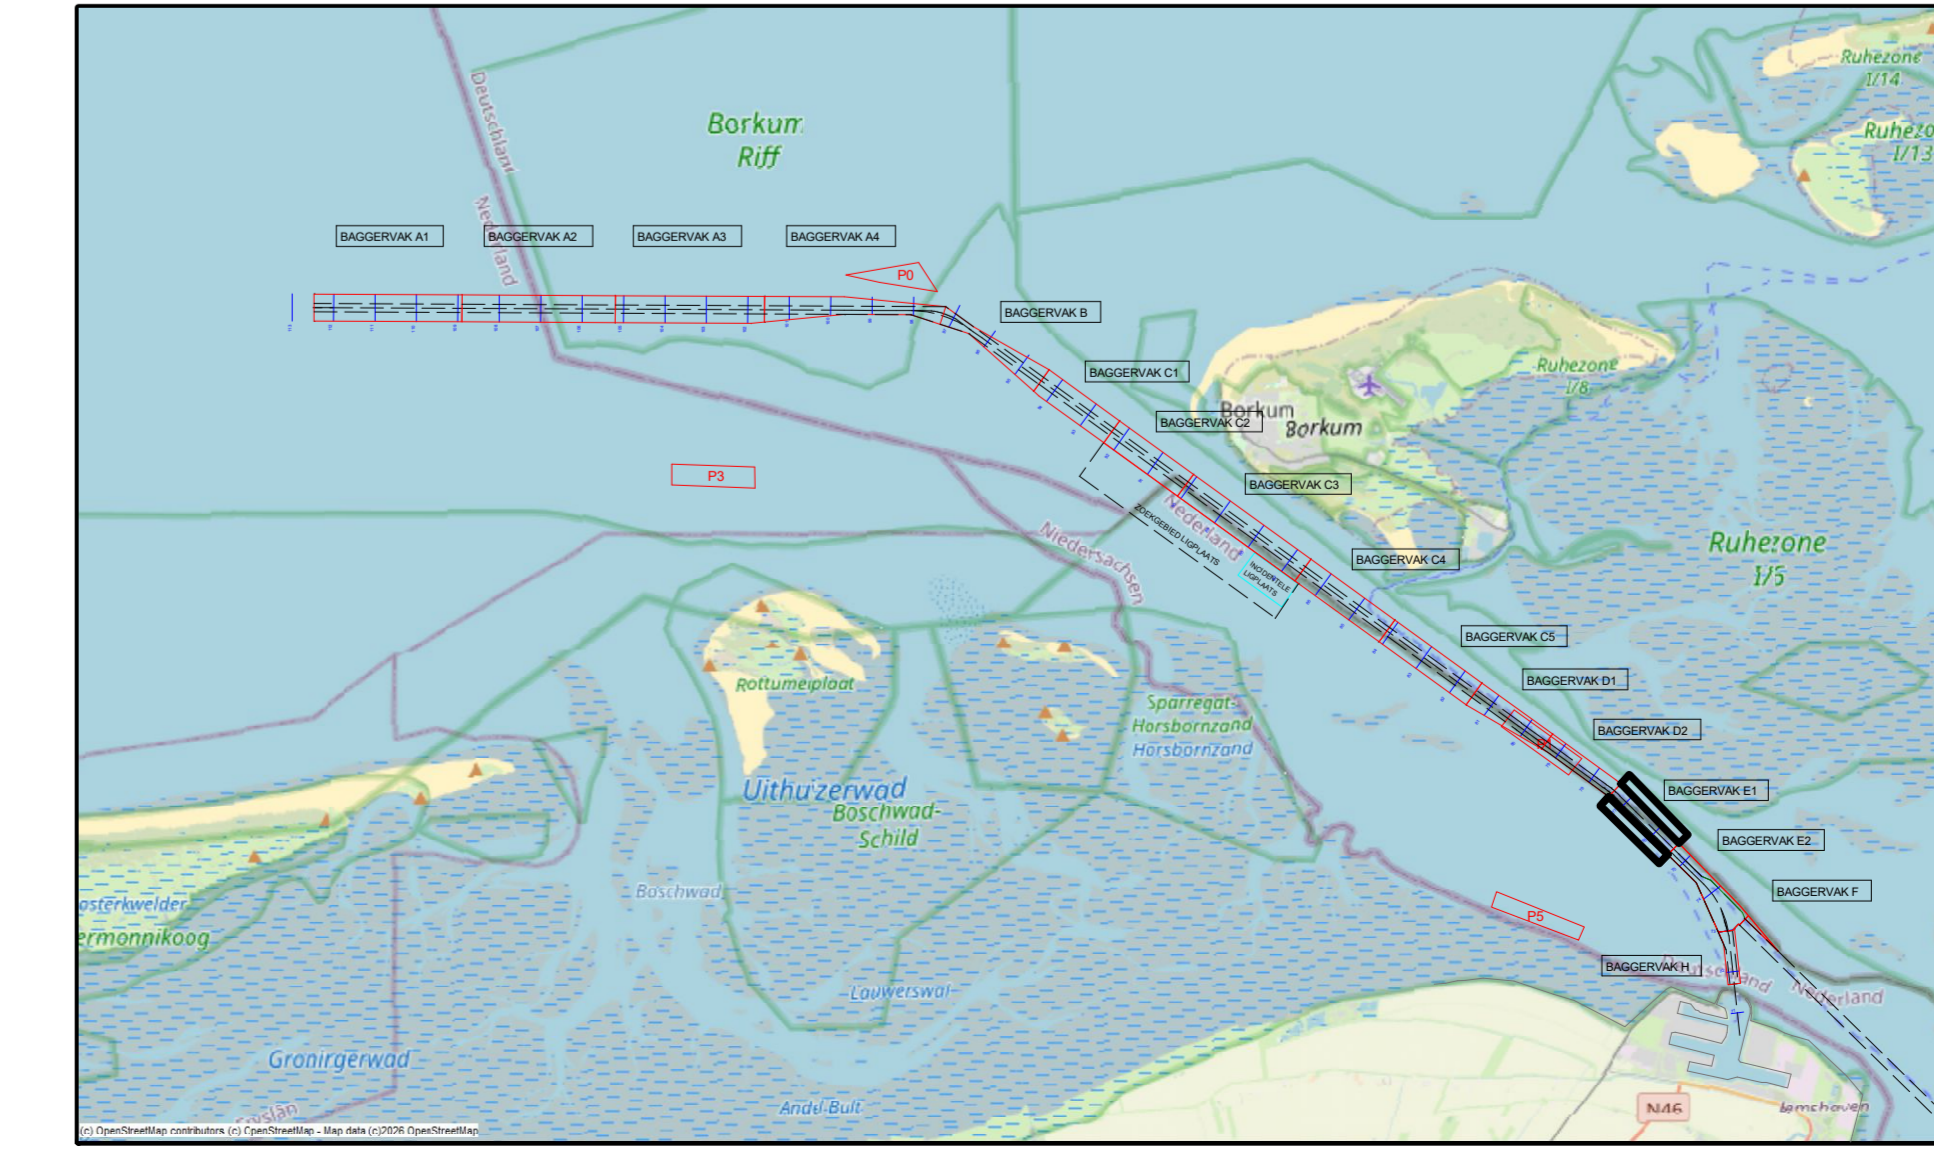 Ruhezone
I/14
Borkum
Riff
Deutschland
Nederland
BAGGERVAK A1
BAGGERVAK A2
BAGGERVAK A3
BAGGERVAK A4
P0
BAGGERVAK B
BAGGERVAK C1
Ruhezone
I/8
BAGGERVAK C2
Borkum
Borkum
P3
BAGGERVAK C3
Nederland
ZOEKGEBIED LIGPLAATS
Niedersachsen
INCIDENTELE
LIGPLAATS
BAGGERVAK C4
Ruhezone
I/5
BAGGERVAK C5
BAGGERVAK D1
BAGGERVAK D2
Rottumerplaat
Sparregat-
Horsbornzand
Horsbornzand
Uithuizerwad
Boschwad-
Schild
BAGGERVAK E1
BAGGERVAK E2
BAGGERVAK F
Boschwad
P5
BAGGERVAK H
Deutschland
Nederland
Lauwerswal
Groningerwad
Andel-Bult
N46
Eemshaven
(c) OpenStreetMap contributors (c) OpenStreetMap - Map data (c)2026 OpenStreetMap